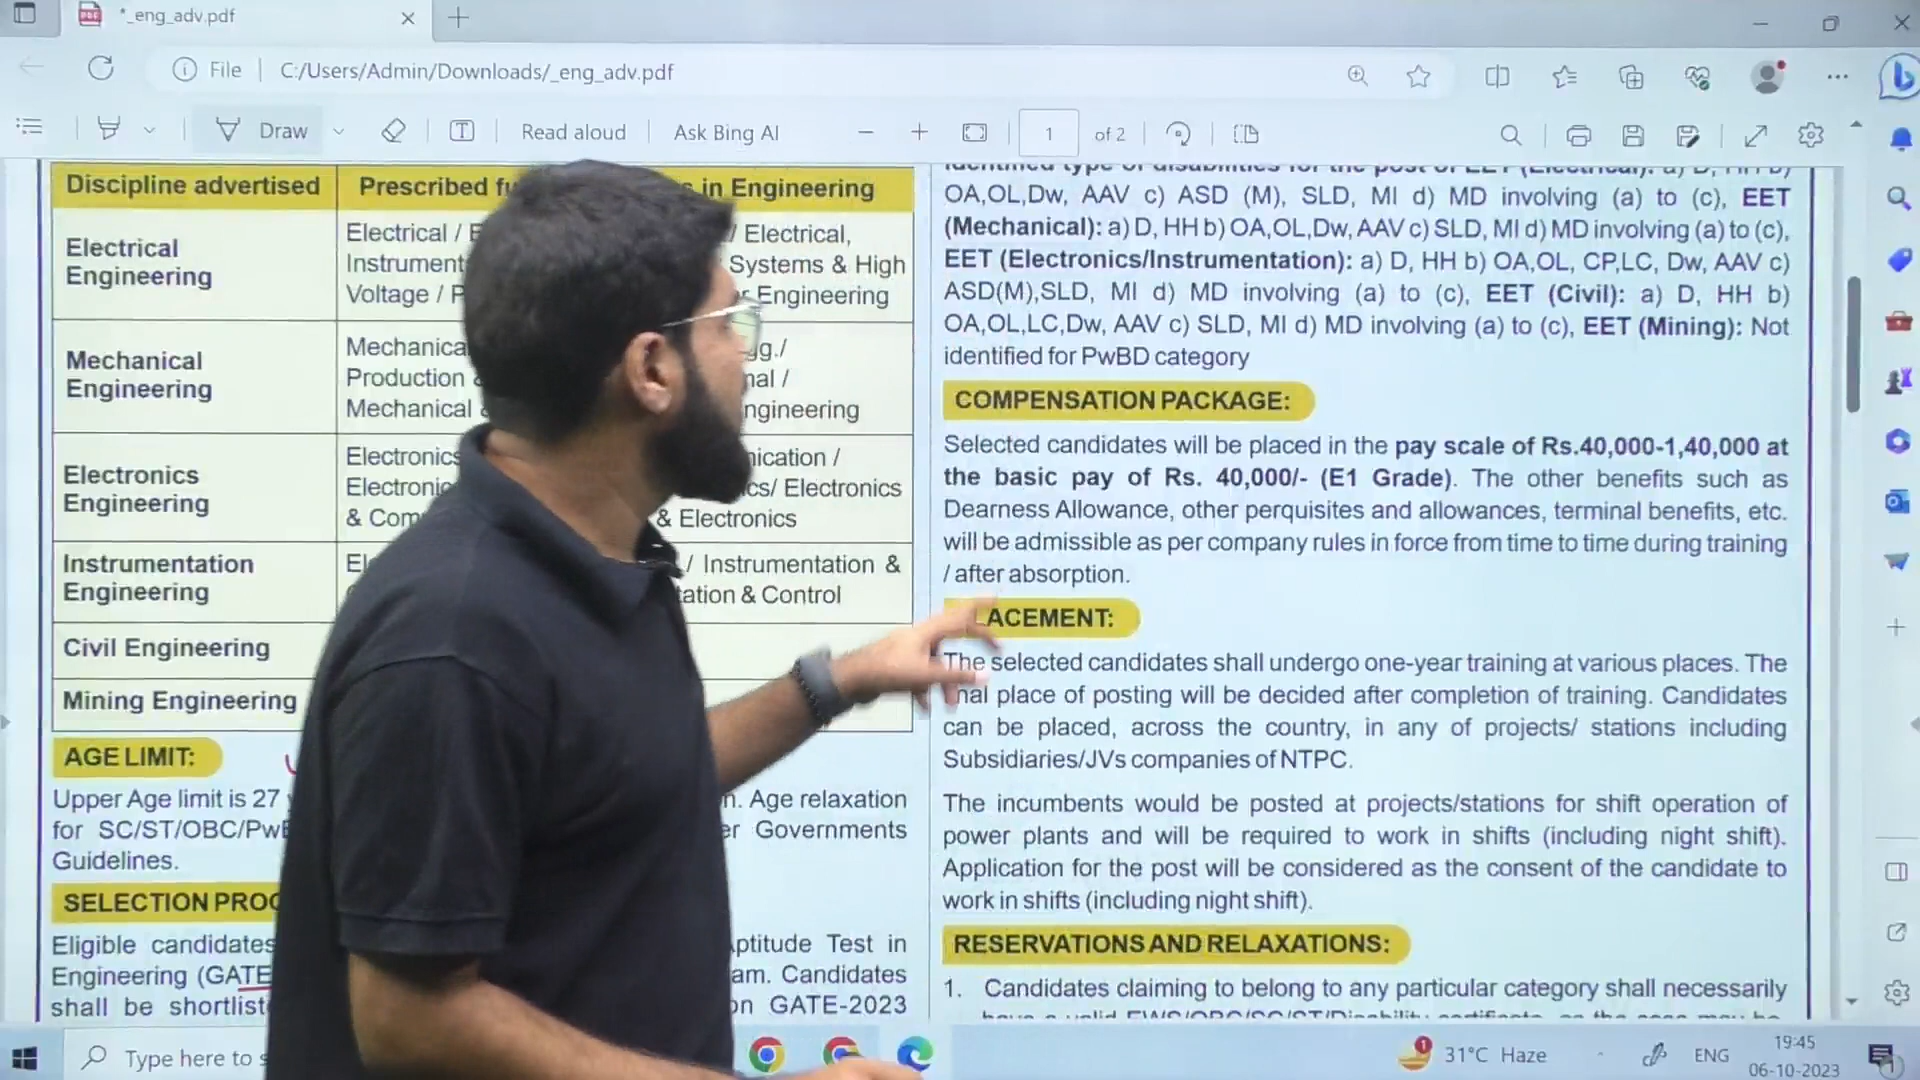 *_eng_adv.pdf
File
C:/Users/Admin/Downloads/_eng_adv.pdf
Draw
Read aloud
Ask Bing AI
1
of 2
Discipline advertised
Prescribed
in Engineering
Electrical Engineering
Electrical /
/ Electrical,
Systems & High
Voltage /
Engineering
Mechanical Engineering
Production
Mechanical
Electronics Engineering
/
Electronics
&
& Electronics
Instrumentation Engineering
/ Instrumentation &
& Control
Civil Engineering
Mining Engineering
AGE LIMIT:
Upper Age limit is 27
Age relaxation
for SC/ST/OBC/
Governments
Guidelines.
SELECTION
Eligible candidates
Test in
Engineering (GATE
Candidates
shall be
GATE-2023
OA,OL,Dw, AAV c) ASD (M), SLD, MI d) MD involving (a) to (c), EET
(Mechanical): a) D, HH b) OA,OL,Dw, AAV c) SLD, MI d) MD involving (a) to (c),
EET (Electronics/Instrumentation): a) D, HH b) OA,OL, CP,LC, Dw, AAV c)
ASD(M),SLD, MI d) MD involving (a) to (c), EET (Civil): a) D, HH b)
OA,OL,LC,Dw, AAV c) SLD, MI d) MD involving (a) to (c), EET (Mining): Not
identified for PwBD category
COMPENSATION PACKAGE:
Selected candidates will be placed in the pay scale of Rs.40,000-1,40,000 at
the basic pay of Rs. 40,000/- (E1 Grade). The other benefits such as
Dearness Allowance, other perquisites and allowances, terminal benefits, etc.
will be admissible as per company rules in force from time to time during training
/ after absorption.
LACEMENT:
The selected candidates shall undergo one-year training at various places. The
place of posting will be decided after completion of training. Candidates
can be placed, across the country, in any of projects/ stations including
Subsidiaries/JVs companies of NTPC.
The incumbents would be posted at projects/stations for shift operation of
power plants and will be required to work in shifts (including night shift).
Application for the post will be considered as the consent of the candidate to
work in shifts (including night shift).
RESERVATIONS AND RELAXATIONS:
1. Candidates claiming to belong to any particular category shall necessarily
Type here to
1
31°C Haze
ENG
19:45
06-10-2023